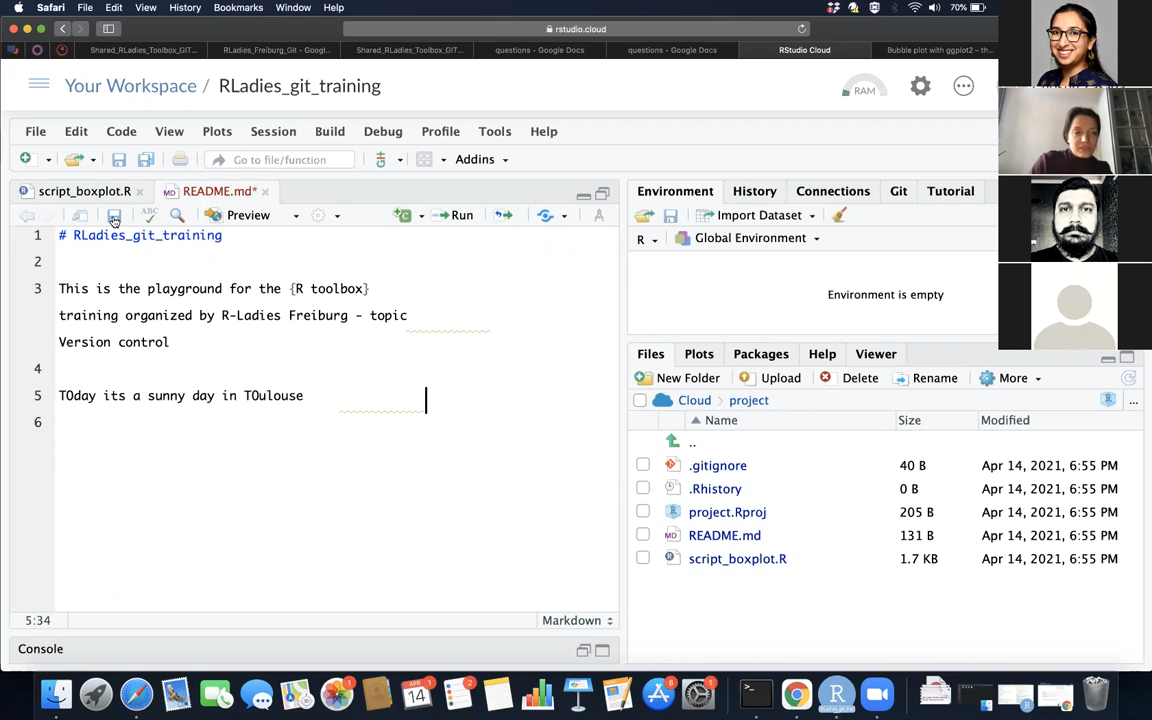 Safari File Edit View History Bookmarks Window Help 70%
rstudio.cloud
Shared_RLadies_Toolbox_GIT... RLadies_Freiburg_Git - Googl... Shared_RLadies_Toolbox_GIT... questions - Google Docs questions - Google Docs RStudio Cloud Bubble plot with ggplot2 – th...
Your Workspace / RLadies_git_training
RAM
File Edit Code View Plots Session Build Debug Profile Tools Help
Go to file/function Addins
script_boxplot.R README.md*
ABC Preview Run
1 # RLadies_git_training
2
3 This is the playground for the {R toolbox}
training organized by R-Ladies Freiburg - topic
Version control
4
5 TOday its a sunny day in TOulouse
6
5:34 Markdown
Console
Environment History Connections Git Tutorial
Import Dataset
R Global Environment
Environment is empty
Files Plots Packages Help Viewer
New Folder Upload Delete Rename More
Cloud project ...
Name Size Modified
..
.gitignore 40 B Apr 14, 2021, 6:55 PM
.Rhistory 0 B Apr 14, 2021, 6:55 PM
project.Rproj 205 B Apr 14, 2021, 6:55 PM
README.md 131 B Apr 14, 2021, 6:55 PM
script_boxplot.R 1.7 KB Apr 14, 2021, 6:55 PM